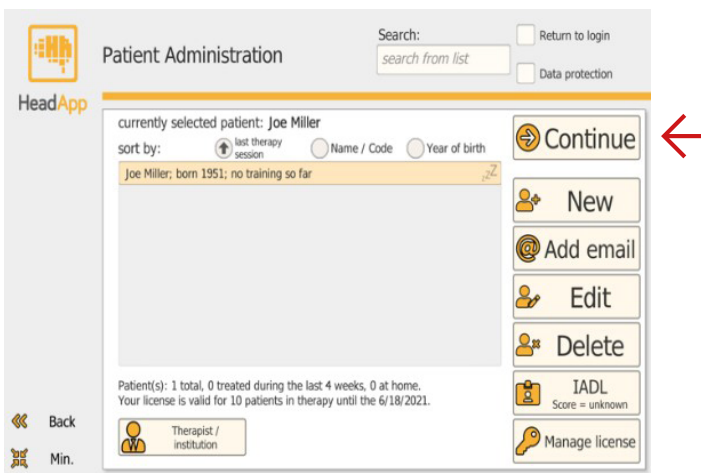 HeadApp
Patient Administration
Search:
search from list
Return to login
Data protection
currently selected patient: Joe Miller
sort by:
last therapy
session
Name / Code
Year of birth
Joe Miller; born 1951; no training so far
zzZ
Continue
New
Add email
Edit
Delete
IADL
Score = unknown
Manage license
Patient(s): 1 total, 0 treated during the last 4 weeks, 0 at home.
Your license is valid for 10 patients in therapy until the 6/18/2021.
Therapist /
institution
Back
Min.